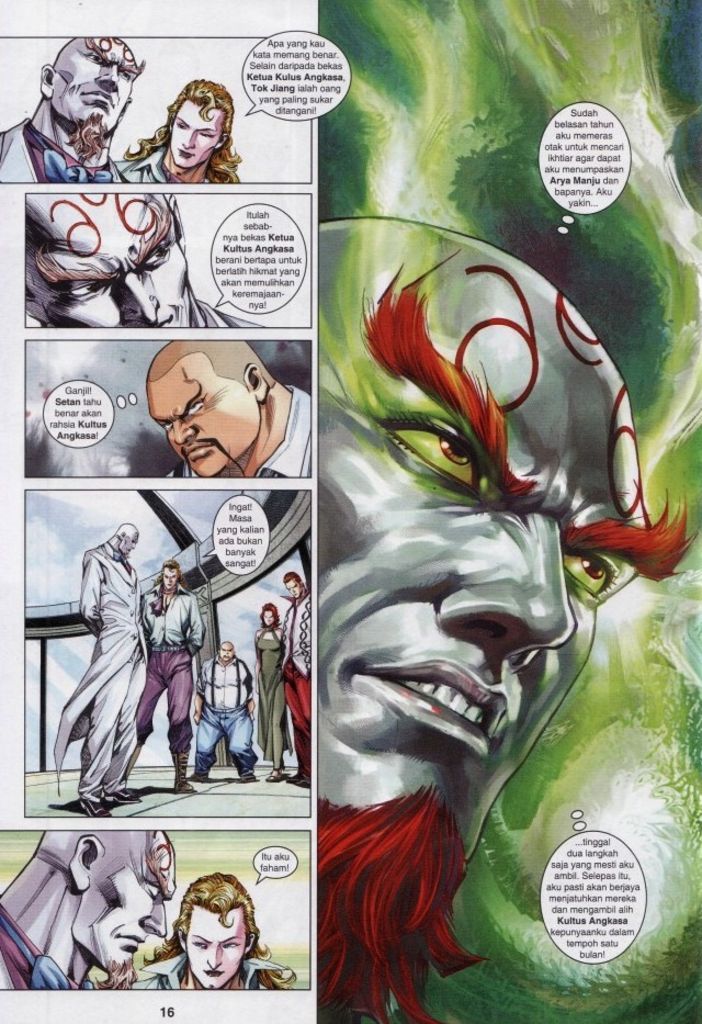 Apa yang kau
kata memang benar.
Selain daripada bekas
Ketua Kulus Angkasa,
Tok Jiang ialah oang
yang paling sukar
ditangani!
Itulah
sebab-
nya bekas Ketua
Kultus Angkasa
berani bertapa untuk
berlatih hikmat yang
akan memulihkan
keremajaan-
nya!
Ganjil!
Setan tahu
benar akan
rahsia Kultus
Angkasa!
Ingat!
Masa
yang kalian
ada bukan
banyak
sangat!
Itu aku
faham!
Sudah
belasan tahun
aku memeras
otak untuk mencari
ikhtiar agar dapat
aku menumpaskan
Arya Manju dan
bapanya. Aku
yakin...
...tinggal
dua langkah
saja yang mesti aku
ambil. Selepas itu,
aku pasti akan berjaya
menjatuhkan mereka
dan mengambil alih
Kultus Angkasa
kepunyaanku dalam
tempoh satu
bulan!
16